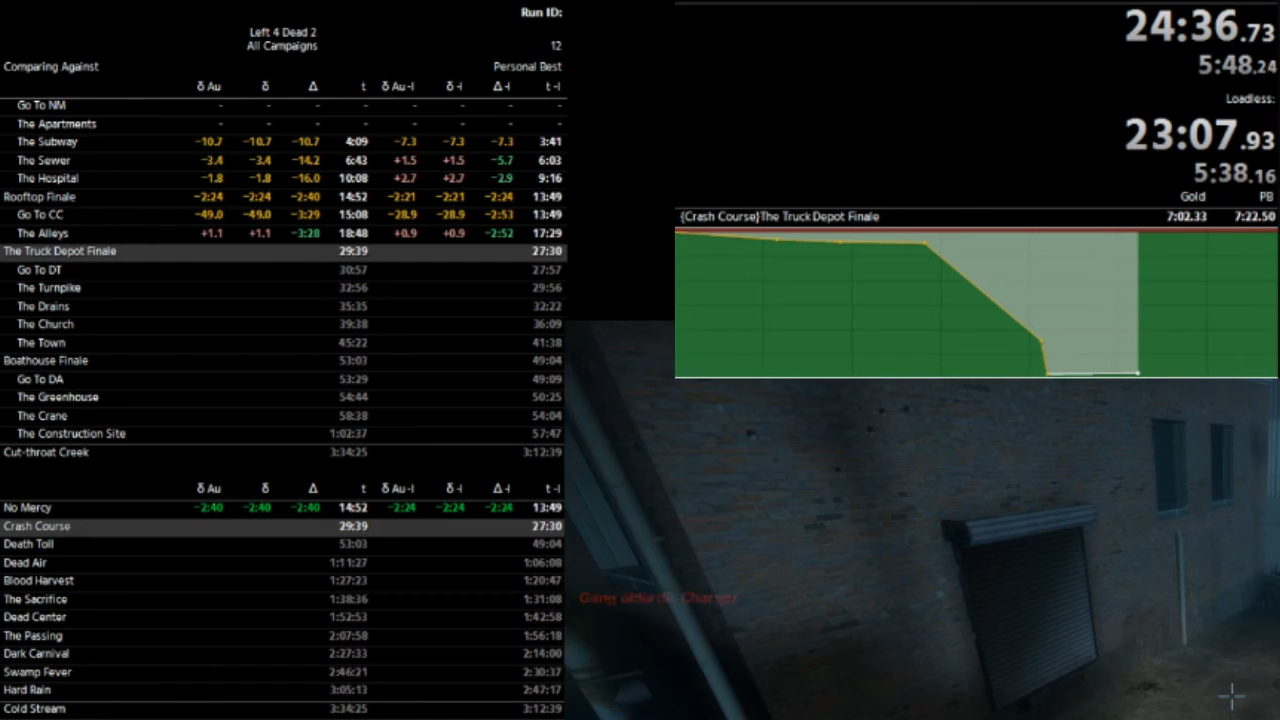 Run ID:
Left 4 Dead 2
All Campaigns
12
Comparing Against Personal Best
δ Au δ Δ t δ Au-l δ-l Δ-l t-l
Go To NM - - - - - - - -
The Apartments - - - - - - - -
The Subway −10.7 −10.7 −10.7 4:09 −7.3 −7.3 −7.3 3:41
The Sewer −3.4 −3.4 −14.2 6:43 +1.5 +1.5 −5.7 6:03
The Hospital −1.8 −1.8 −16.0 10:08 +2.7 +2.7 −2.9 9:16
Rooftop Finale −2:24 −2:24 −2:40 14:52 −2:21 −2:21 −2:24 13:49
Go To CC −49.0 −49.0 −3:29 15:08 −28.9 −28.9 −2:53 13:49
The Alleys +1.1 +1.1 −3:28 18:48 +0.9 +0.9 −2:52 17:29
The Truck Depot Finale 29:39 27:30
Go To DT 30:57 27:57
The Turnpike 32:56 29:56
The Drains 35:35 32:22
The Church 39:38 36:09
The Town 45:22 41:38
Boathouse Finale 53:03 49:04
Go To DA 53:29 49:09
The Greenhouse 54:44 50:25
The Crane 58:38 54:04
The Construction Site 1:02:37 57:47
Cut-throat Creek 3:34:25 3:12:39
δ Au δ Δ t δ Au-l δ-l Δ-l t-l
No Mercy −2:40 −2:40 −2:40 14:52 −2:24 −2:24 −2:24 13:49
Crash Course 29:39 27:30
Death Toll 53:03 49:04
Dead Air 1:11:27 1:06:08
Blood Harvest 1:27:23 1:20:47
The Sacrifice 1:38:36 1:31:08
Dead Center 1:52:53 1:42:58
The Passing 2:07:58 1:56:18
Dark Carnival 2:27:33 2:14:00
Swamp Fever 2:46:21 2:30:37
Hard Rain 3:05:13 2:47:17
Cold Stream 3:34:25 3:12:39
24:36.73
5:48.24
Loadless:
23:07.93
5:38.16
Gold PB
{Crash Course}The Truck Depot Finale 7:02.33 7:22.50
Charger